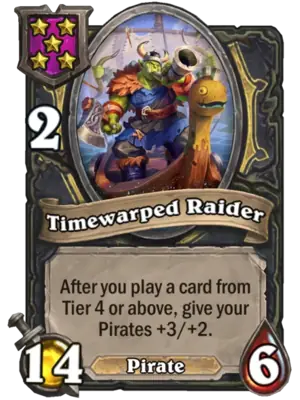 2
Timewarped Raider
After you play a card from
Tier 4 or above, give your
Pirates +3/+2.
14
Pirate
6